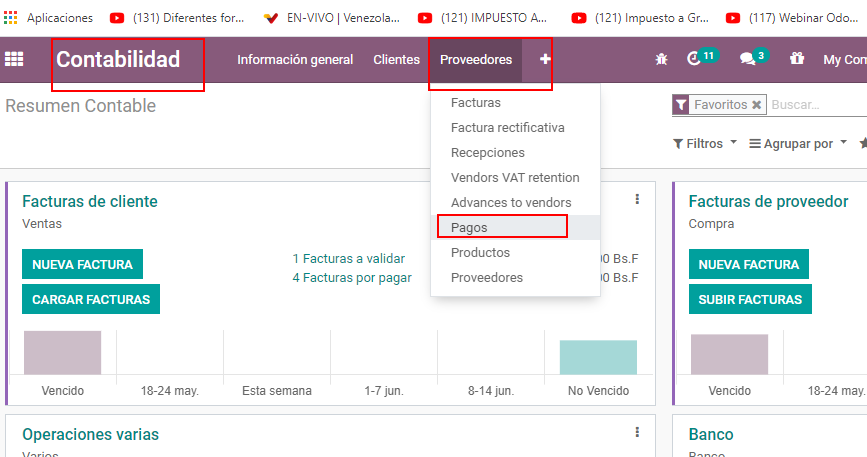 Aplicaciones (131) Diferentes for... EN-VIVO | Venezola... (121) IMPUESTO A... (121) Impuesto a Gr... (117) Webinar Odo...
Contabilidad Información general Clientes Proveedores + 11 3 My Con
Resumen Contable
Favoritos Buscar...
Filtros Agrupar por
Facturas
Factura rectificativa
Recepciones
Vendors VAT retention
Advances to vendors
Pagos
Productos
Proveedores
Facturas de cliente
Ventas
NUEVA FACTURA
CARGAR FACTURAS
1 Facturas a validar
4 Facturas por pagar
00 Bs.F
0 Bs.F
Vencido 18-24 may. Esta semana 1-7 jun. 8-14 jun. No Vencido
Facturas de proveedor
Compra
NUEVA FACTURA
SUBIR FACTURAS
Vencido 18-24 may.
Operaciones varias
Varios
Banco
Banco